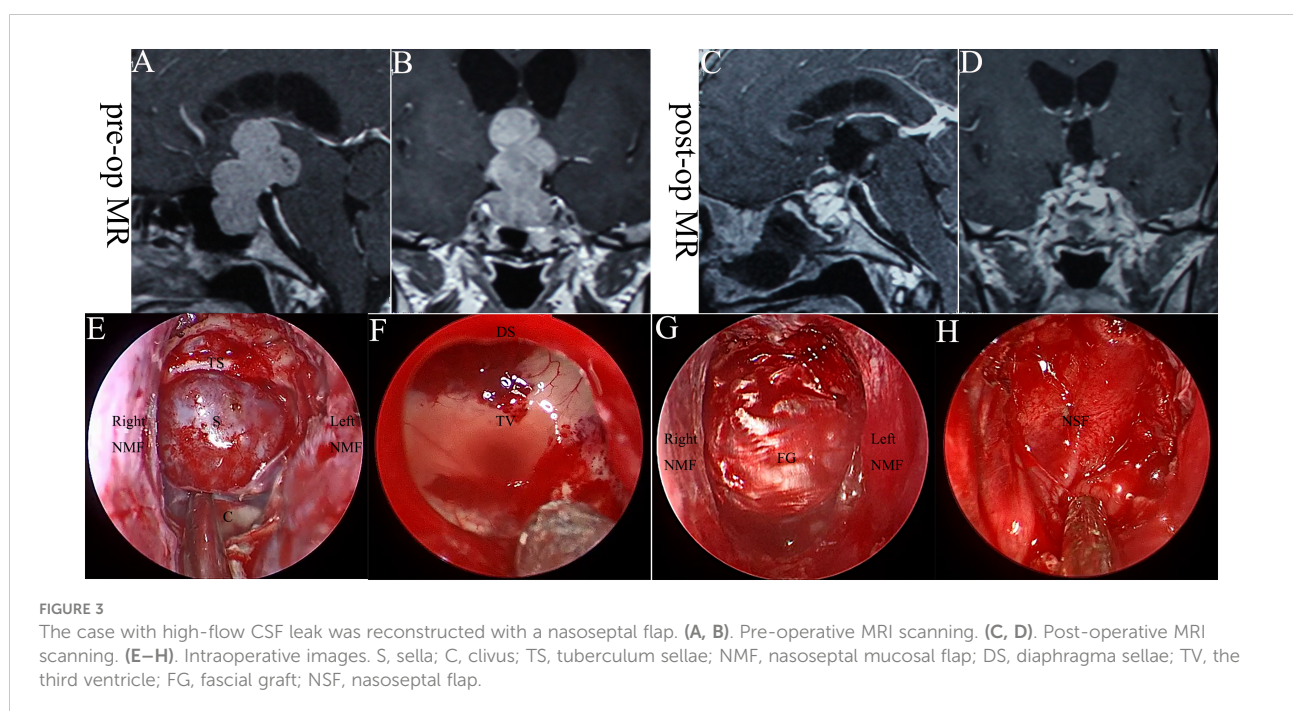 A
B
C
D
pre-op MR
post-op MR
E
F
G
H
TS
S
Right
NMF
Left
NMF
C
DS
TV
Right
NMF
FG
Left
NMF
NSF
FIGURE 3
The case with high-flow CSF leak was reconstructed with a nasoseptal flap. (A, B). Pre-operative MRI scanning. (C, D). Post-operative MRI
scanning. (E–H). Intraoperative images. S, sella; C, clivus; TS, tuberculum sellae; NMF, nasoseptal mucosal flap; DS, diaphragma sellae; TV, the
third ventricle; FG, fascial graft; NSF, nasoseptal flap.